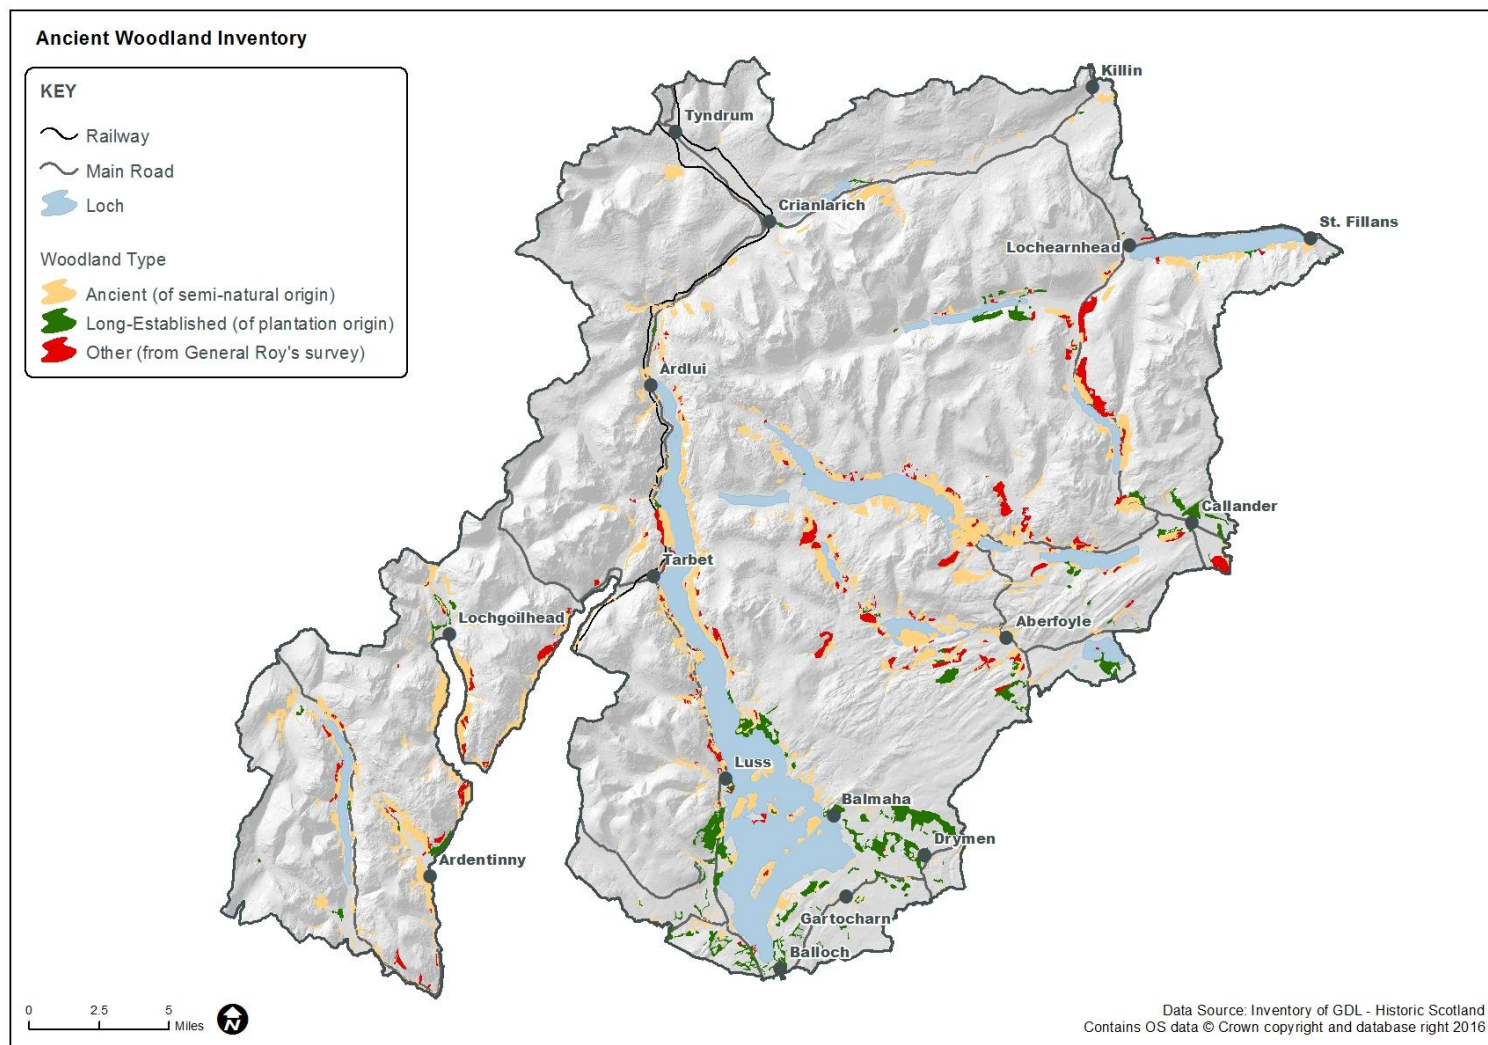 Ancient Woodland Inventory
KEY
Railway
Main Road
Loch
Woodland Type
Ancient (of semi-natural origin)
Long-Established (of plantation origin)
Other (from General Roy's survey)
Killin
Tyndrum
Crianlarich
St. Fillans
Lochearnhead
Ardlui
Callander
Tarbet
Lochgoilhead
Aberfoyle
Luss
Balmaha
Drymen
Ardentinny
Gartocharn
Balloch
0 2.5 5
Miles
N
Data Source: Inventory of GDL - Historic Scotland
Contains OS data © Crown copyright and database right 2016